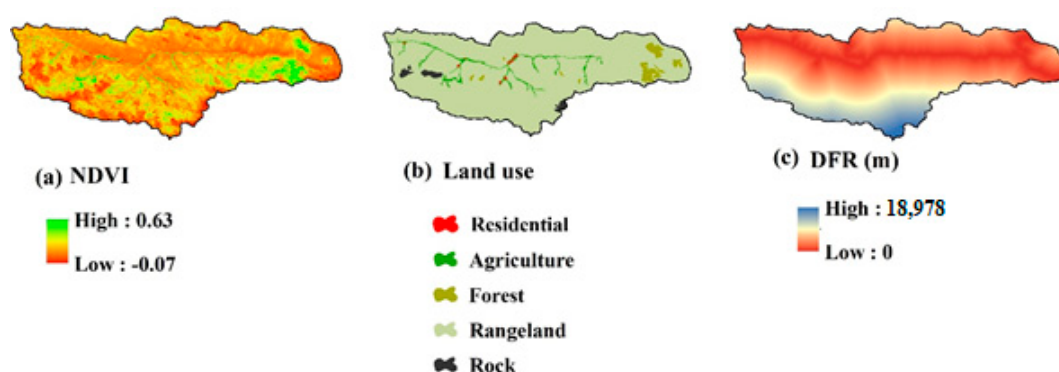 (a) NDVI
High : 0.63
Low : -0.07
(b) Land use
Residential
Agriculture
Forest
Rangeland
Rock
(c) DFR (m)
High : 18,978
Low : 0